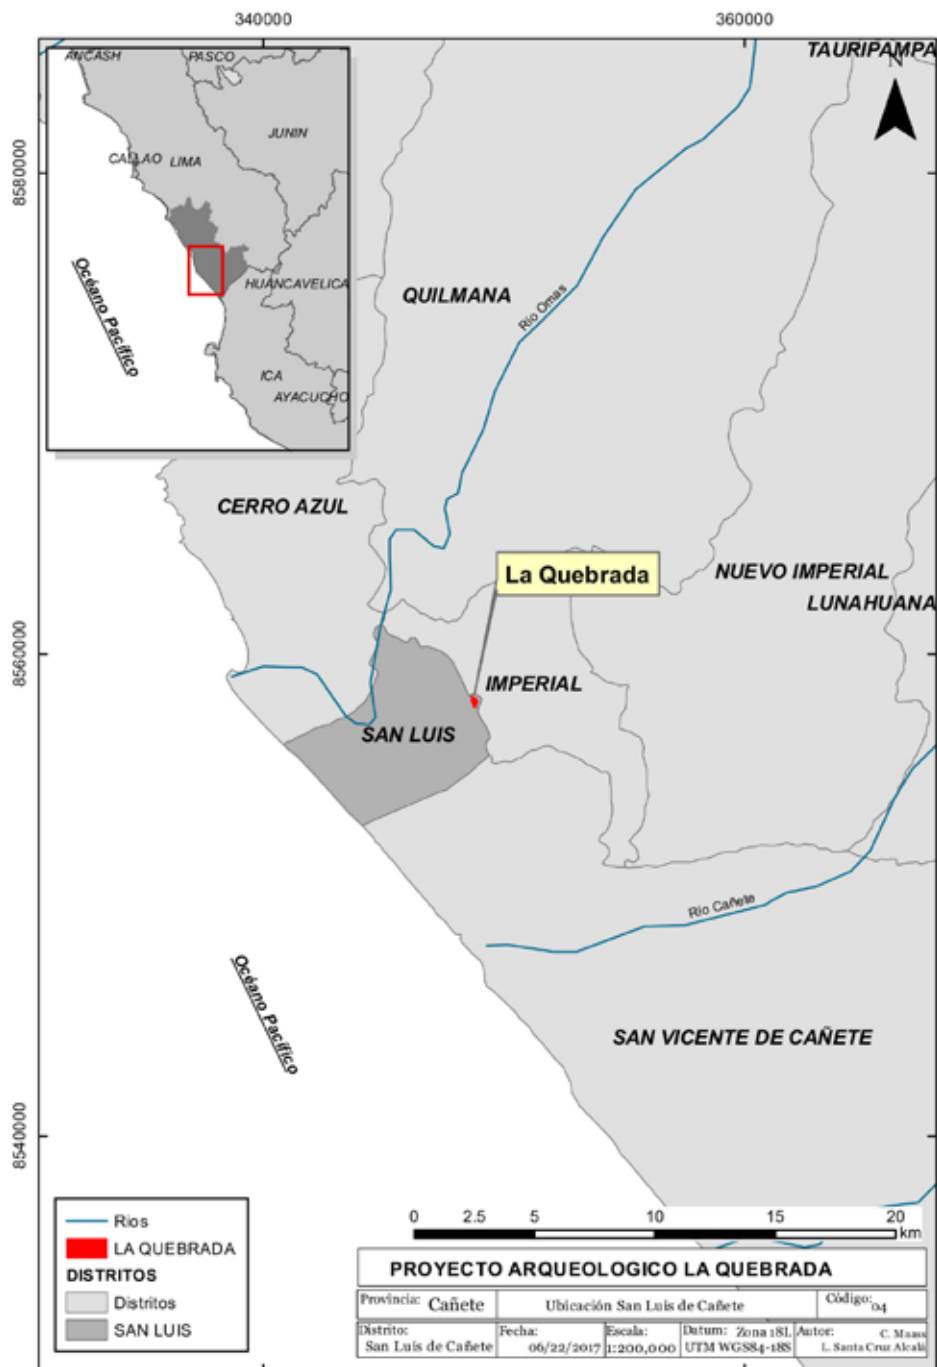 340000
360000
ANCASH
PASCO
JUNIN
CALLAO
LIMA
HUANCAVELICA
ICA
AYACUCHO
Océano Pacífico
TAURIPAMPA
N
8580000
QUILMANA
Río Omas
CERRO AZUL
La Quebrada
NUEVO IMPERIAL
LUNAHUANA
8560000
IMPERIAL
SAN LUIS
Río Cañete
Océano Pacífico
SAN VICENTE DE CAÑETE
8540000
Rios
LA QUEBRADA
DISTRITOS
Distritos
SAN LUIS
0 2.5 5 10 15 20
km
PROYECTO ARQUEOLOGICO LA QUEBRADA
Provincia: Cañete
Ubicación San Luis de Cañete
Código: 04
Distrito: San Luis de Cañete
Fecha: 06/22/2017
Escala: 1:200,000
Datum: Zona 18L
UTM WGS84-18S
Autor: C. Maass
L. Santa Cruz Alcalá